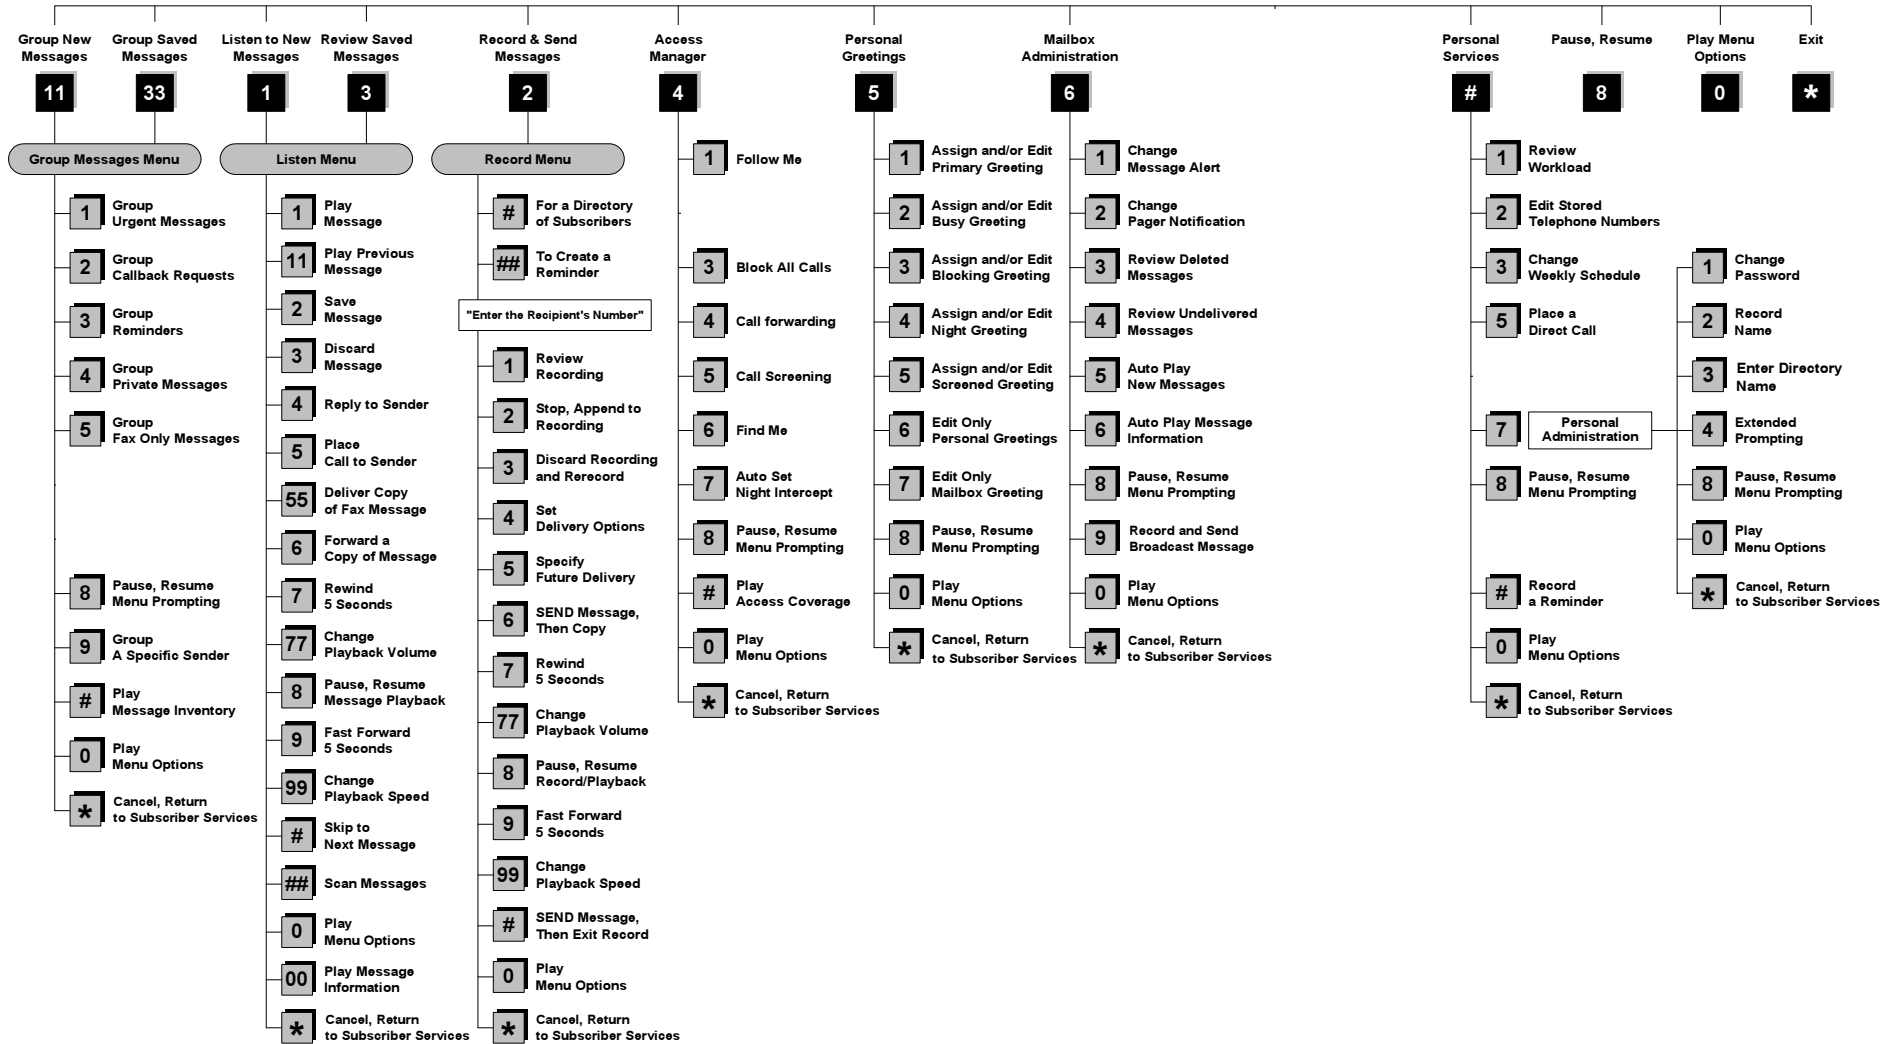 Group New
Messages
11
Group Saved
Messages
33
Listen to New
Messages
1
Review Saved
Messages
3
Record & Send
Messages
2
Access
Manager
4
Personal
Greetings
5
Mailbox
Administration
6
Personal
Services
#
Pause, Resume
8
Play Menu
Options
0
Exit
*
Group Messages Menu
1
Group
Urgent Messages
2
Group
Callback Requests
3
Group
Reminders
4
Group
Private Messages
5
Group
Fax Only Messages
8
Pause, Resume
Menu Prompting
9
Group
A Specific Sender
#
Play
Message Inventory
0
Play
Menu Options
*
Cancel, Return
to Subscriber Services
Listen Menu
1
Play
Message
11
Play Previous
Message
2
Save
Message
3
Discard
Message
4
Reply to Sender
5
Place
Call to Sender
55
Deliver Copy
of Fax Message
6
Forward a
Copy of Message
7
Rewind
5 Seconds
77
Change
Playback Volume
8
Pause, Resume
Message Playback
9
Fast Forward
5 Seconds
99
Change
Playback Speed
#
Skip to
Next Message
##
Scan Messages
0
Play
Menu Options
00
Play Message
Information
*
Cancel, Return
to Subscriber Services
Record Menu
#
For a Directory
of Subscribers
##
To Create a
Reminder
"Enter the Recipient's Number"
1
Review
Recording
2
Stop, Append to
Recording
3
Discard Recording
and Rerecord
4
Set
Delivery Options
5
Specify
Future Delivery
6
SEND Message,
Then Copy
7
Rewind
5 Seconds
77
Change
Playback Volume
8
Pause, Resume
Record/Playback
9
Fast Forward
5 Seconds
99
Change
Playback Speed
#
SEND Message,
Then Exit Record
0
Play
Menu Options
*
Cancel, Return
to Subscriber Services
1
Follow Me
3
Block All Calls
4
Call forwarding
5
Call Screening
6
Find Me
7
Auto Set
Night Intercept
8
Pause, Resume
Menu Prompting
#
Play
Access Coverage
0
Play
Menu Options
*
Cancel, Return
to Subscriber Services
1
Assign and/or Edit
Primary Greeting
2
Assign and/or Edit
Busy Greeting
3
Assign and/or Edit
Blocking Greeting
4
Assign and/or Edit
Night Greeting
5
Assign and/or Edit
Screened Greeting
6
Edit Only
Personal Greetings
7
Edit Only
Mailbox Greeting
8
Pause, Resume
Menu Prompting
0
Play
Menu Options
*
Cancel, Return
to Subscriber Services
1
Change
Message Alert
2
Change
Pager Notification
3
Review Deleted
Messages
4
Review Undelivered
Messages
5
Auto Play
New Messages
6
Auto Play Message
Information
8
Pause, Resume
Menu Prompting
9
Record and Send
Broadcast Message
0
Play
Menu Options
*
Cancel, Return
to Subscriber Services
1
Review
Workload
2
Edit Stored
Telephone Numbers
3
Change
Weekly Schedule
5
Place a
Direct Call
7
Personal
Administration
8
Pause, Resume
Menu Prompting
#
Record
a Reminder
0
Play
Menu Options
*
Cancel, Return
to Subscriber Services
1
Change
Password
2
Record
Name
3
Enter Directory
Name
4
Extended
Prompting
8
Pause, Resume
Menu Prompting
0
Play
Menu Options
*
Cancel, Return
to Subscriber Services